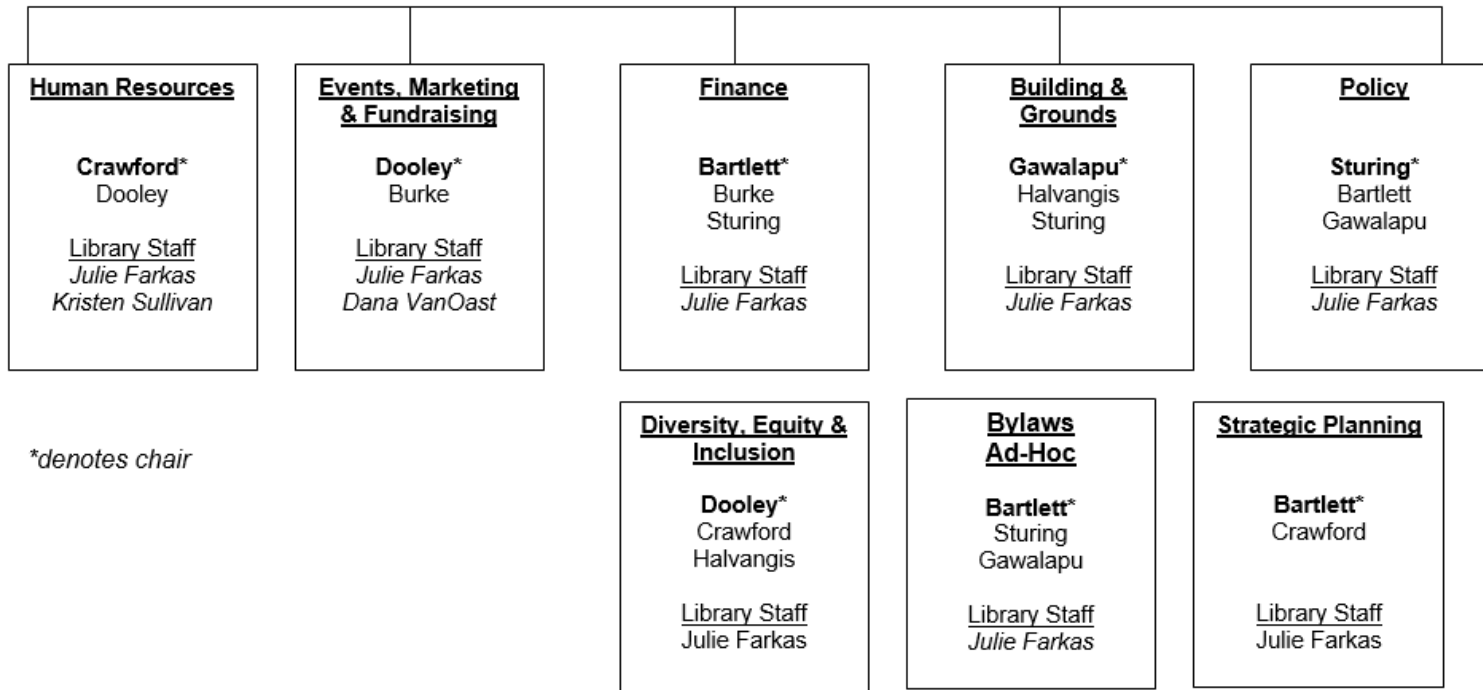 Human Resources
Crawford*
Dooley
Library Staff
Julie Farkas
Kristen Sullivan
Events, Marketing
& Fundraising
Dooley*
Burke
Library Staff
Julie Farkas
Dana VanOast
Finance
Bartlett*
Burke
Sturing
Library Staff
Julie Farkas
Building &
Grounds
Gawalapu*
Halvangis
Sturing
Library Staff
Julie Farkas
Policy
Sturing*
Bartlett
Gawalapu
Library Staff
Julie Farkas
*denotes chair
Diversity, Equity &
Inclusion
Dooley*
Crawford
Halvangis
Library Staff
Julie Farkas
Bylaws
Ad-Hoc
Bartlett*
Sturing
Gawalapu
Library Staff
Julie Farkas
Strategic Planning
Bartlett*
Crawford
Library Staff
Julie Farkas